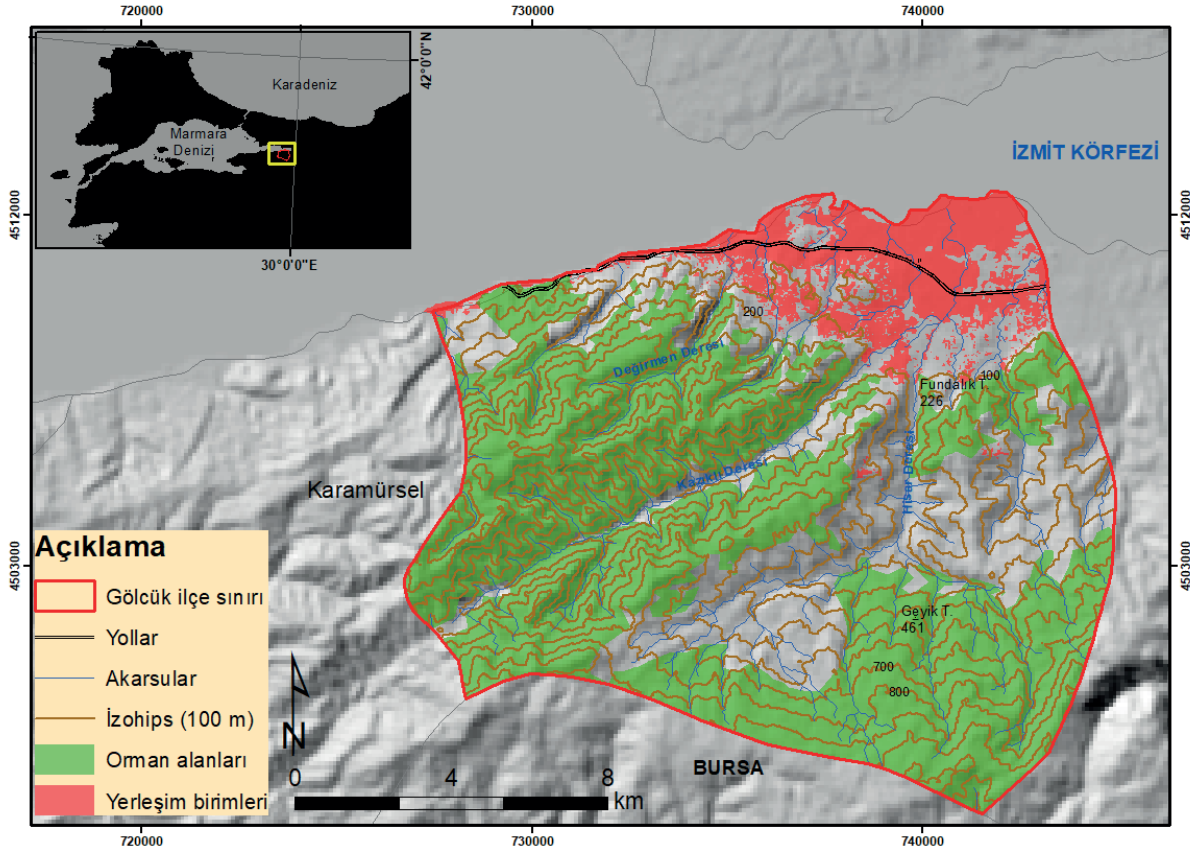 720000
730000
740000
42°0'0"N
Karadeniz
Marmara
Denizi
30°0'0"E
İZMİT KÖRFEZİ
4512000
4512000
200
Değirmen Deresi
100
Fundalık T.
226
Kazıklı Deresi
Hisar Deresi
Karamürsel
4503000
4503000
Geyik T.
461
700
800
BURSA
Açıklama
Gölcük ilçe sınırı
Yollar
Akarsular
İzohips (100 m)
Orman alanları
Yerleşim birimleri
N
0
4
8
km
720000
730000
740000